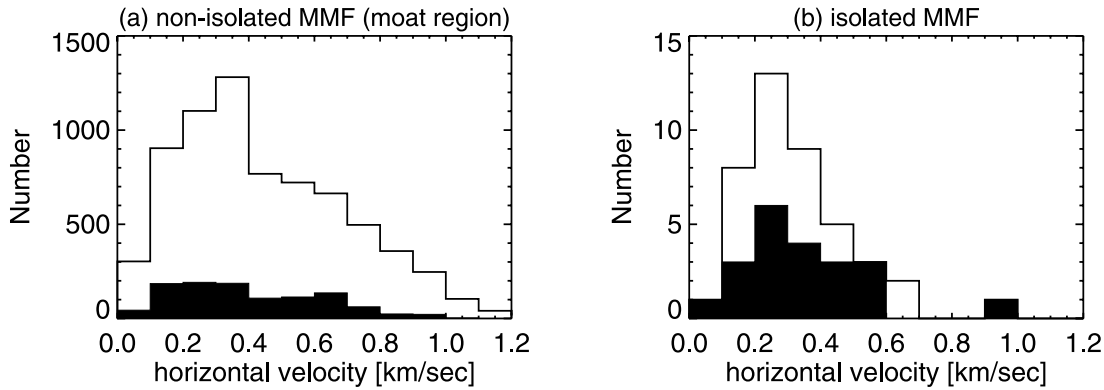 (a) non-isolated MMF (moat region)
1500
1000
500
0
Number
0.0 0.2 0.4 0.6 0.8 1.0 1.2
horizontal velocity [km/sec]
(b) isolated MMF
15
10
5
0
Number
0.0 0.2 0.4 0.6 0.8 1.0 1.2
horizontal velocity [km/sec]